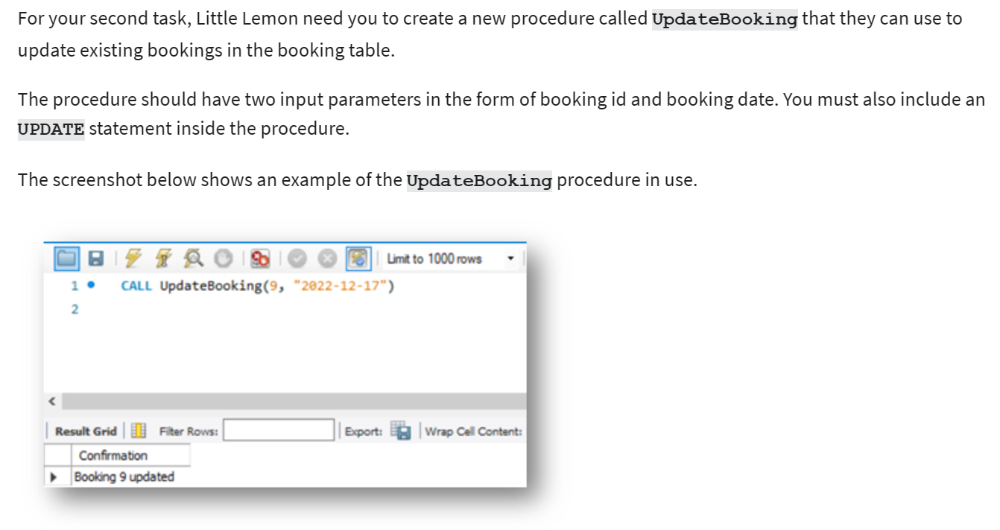 For your second task, Little Lemon need you to create a new procedure called UpdateBooking that they can use to
update existing bookings in the booking table.
The procedure should have two input parameters in the form of booking id and booking date. You must also include an
UPDATE statement inside the procedure.
The screenshot below shows an example of the UpdateBooking procedure in use.
Limit to 1000 rows
1 CALL UpdateBooking(9, "2022-12-17")
2
Result Grid Filter Rows: Export: Wrap Cell Content:
Confirmation
Booking 9 updated